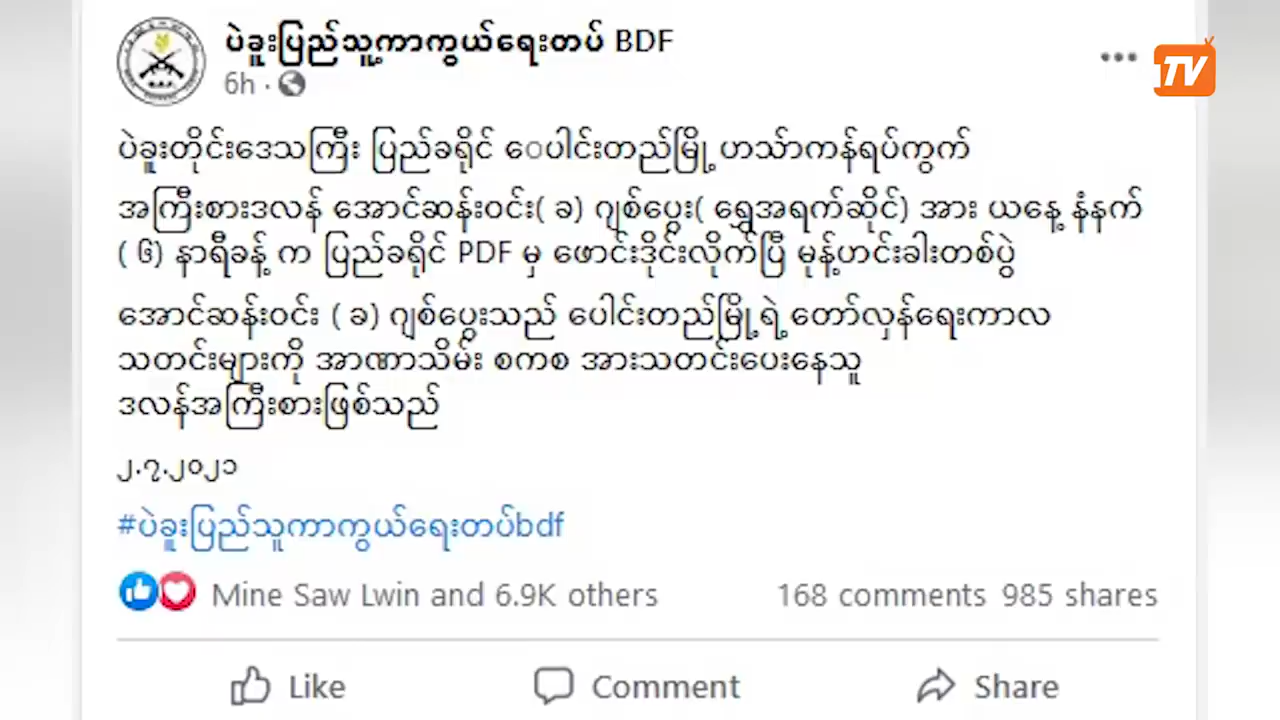 ပဲခူးပြည်သူ့ကာကွယ်ရေးတပ် BDF
6h ·
TV
ပဲခူးတိုင်းဒေသကြီး ပြည်ခရိုင် ေပေါင်းတည်မြို့ဟသ်ာကန်ရပ်ကွက်
အကြီးစားဒလန် အောင်ဆန်းဝင်း( ခ) ဂျစ်ပွေး( ရွှေအရက်ဆိုင်) အား ယနေ့ နံနက်
( ၆) နာရီခန့် က ပြည်ခရိုင် PDF မှ ဖောင်းဒိုင်းလိုက်ပြီ မုန့်ဟင်းခါးတစ်ပွဲ
အောင်ဆန်းဝင်း ( ခ) ဂျစ်ပွေးသည် ပေါင်းတည်မြို့ရဲ့တော်လှန်ရေးကာလ
သတင်းများကို အာဏာသိမ်း စကစ အားသတင်းပေးနေသူ
ဒလန်အကြီးစားဖြစ်သည်
၂.၇.၂၀၂၁
#ပဲခူးပြည်သူကာကွယ်ရေးတပ်bdf
Mine Saw Lwin and 6.9K others 168 comments 985 shares
Like Comment Share